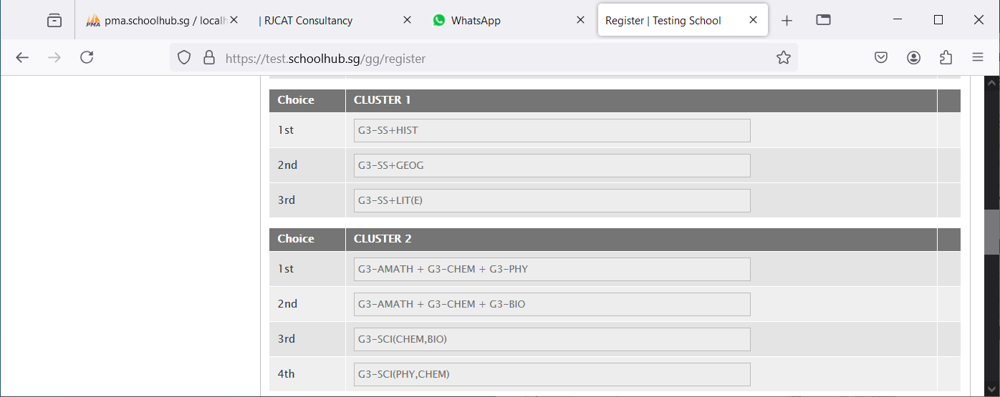 pma.schoolhub.sg / localh
| RJCAT Consultancy
WhatsApp
Register | Testing School
https://test.schoolhub.sg/gg/register
Choice CLUSTER 1
1st G3-SS+HIST
2nd G3-SS+GEOG
3rd G3-SS+LIT(E)
Choice CLUSTER 2
1st G3-AMATH + G3-CHEM + G3-PHY
2nd G3-AMATH + G3-CHEM + G3-BIO
3rd G3-SCI(CHEM,BIO)
4th G3-SCI(PHY,CHEM)